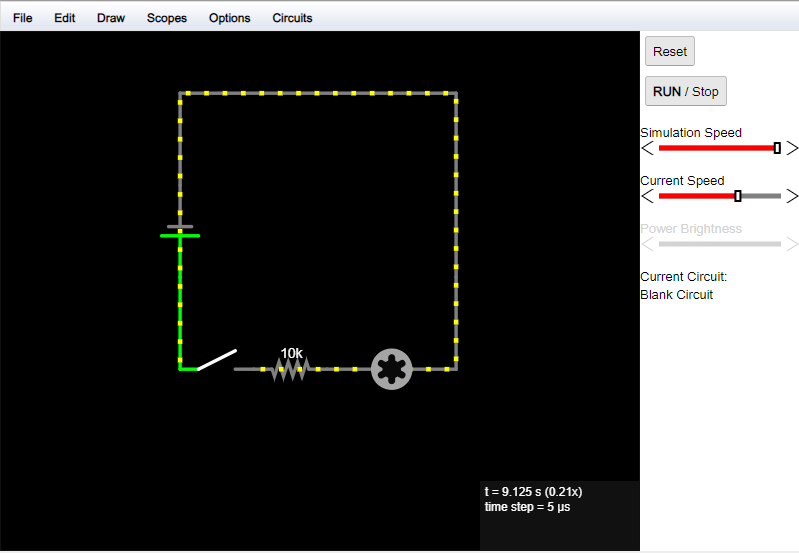 File Edit Draw Scopes Options Circuits
Reset
RUN / Stop
Simulation Speed
Current Speed
Power Brightness
Current Circuit:
Blank Circuit
10k
t = 9.125 s (0.21x)
time step = 5 µs